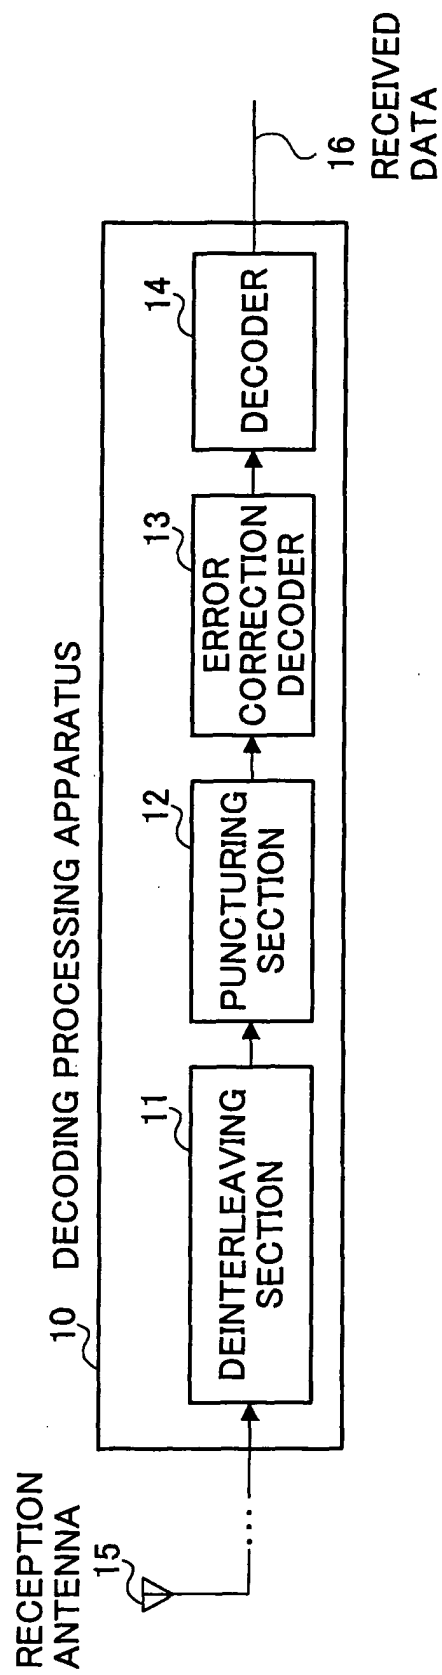 RECEPTION
ANTENNA
15
10 DECODING PROCESSING APPARATUS
11
DEINTERLEAVING
SECTION
12
PUNCTURING
SECTION
13
ERROR
CORRECTION
DECODER
14
DECODER
16
RECEIVED
DATA